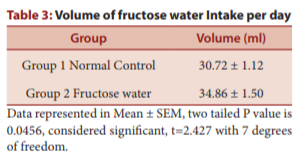 Table 3: Volume of fructose water Intake per day
Group Volume (ml)
Group 1 Normal Control 30.72 ± 1.12
Group 2 Fructose water 34.86 ± 1.50
Data represented in Mean ± SEM, two tailed P value is
0.0456, considered significant, t=2.427 with 7 degrees
of freedom.